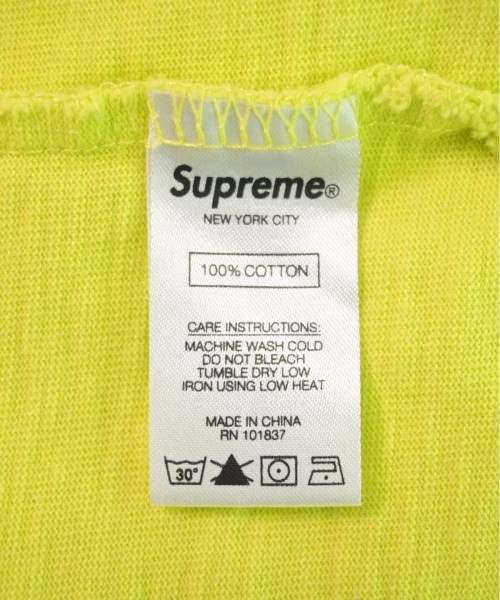 Supreme®
NEW YORK CITY
100% COTTON
CARE INSTRUCTIONS:
MACHINE WASH COLD
DO NOT BLEACH
TUMBLE DRY LOW
IRON USING LOW HEAT
MADE IN CHINA
RN 101837
30°